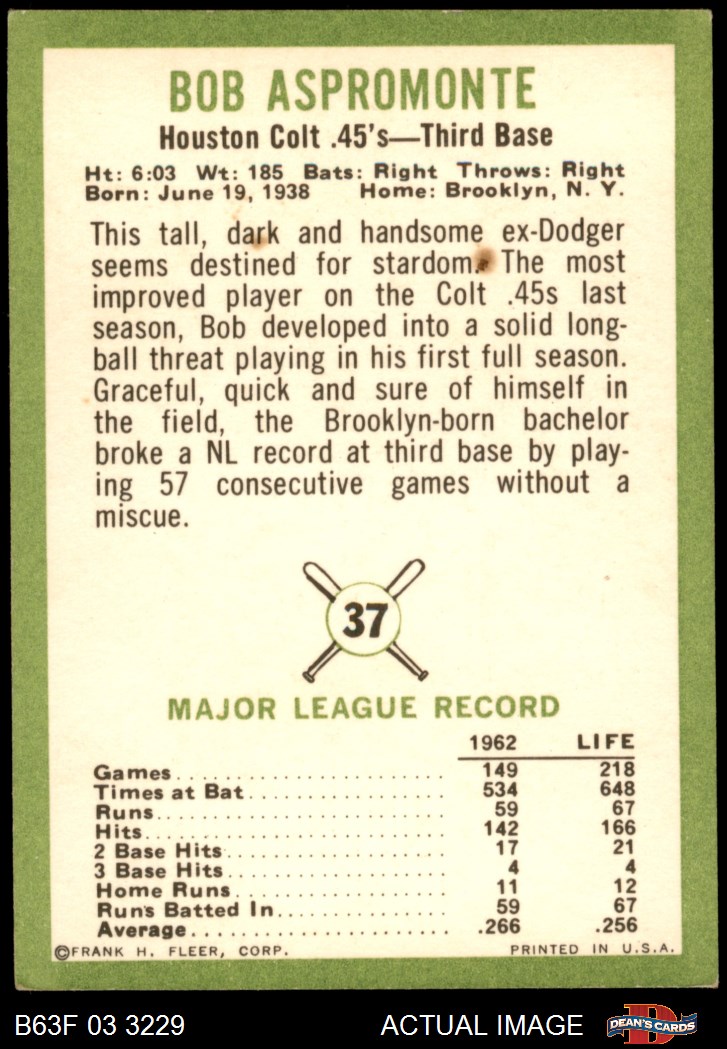 BOB ASPROMONTE
Houston Colt .45's—Third Base
Ht: 6:03 Wt: 185 Bats: Right Throws: Right
Born: June 19, 1938 Home: Brooklyn, N. Y.
This tall, dark and handsome ex-Dodger
seems destined for stardom. The most
improved player on the Colt .45s last
season, Bob developed into a solid long-
ball threat playing in his first full season.
Graceful, quick and sure of himself in
the field, the Brooklyn-born bachelor
broke a NL record at third base by play-
ing 57 consecutive games without a
miscue.
37
MAJOR LEAGUE RECORD
1962 LIFE
Games........................ 149 218
Times at Bat.................. 534 648
Runs........................ 59 67
Hits......................... 142 166
2 Base Hits................... 17 21
3 Base Hits................... 4 4
Home Runs................... 11 12
Runs Batted In............... 59 67
Average...................... .266 .256
©FRANK H. FLEER, CORP. PRINTED IN U.S.A.
B63F 03 3229 ACTUAL IMAGE DEAN'S CARDS